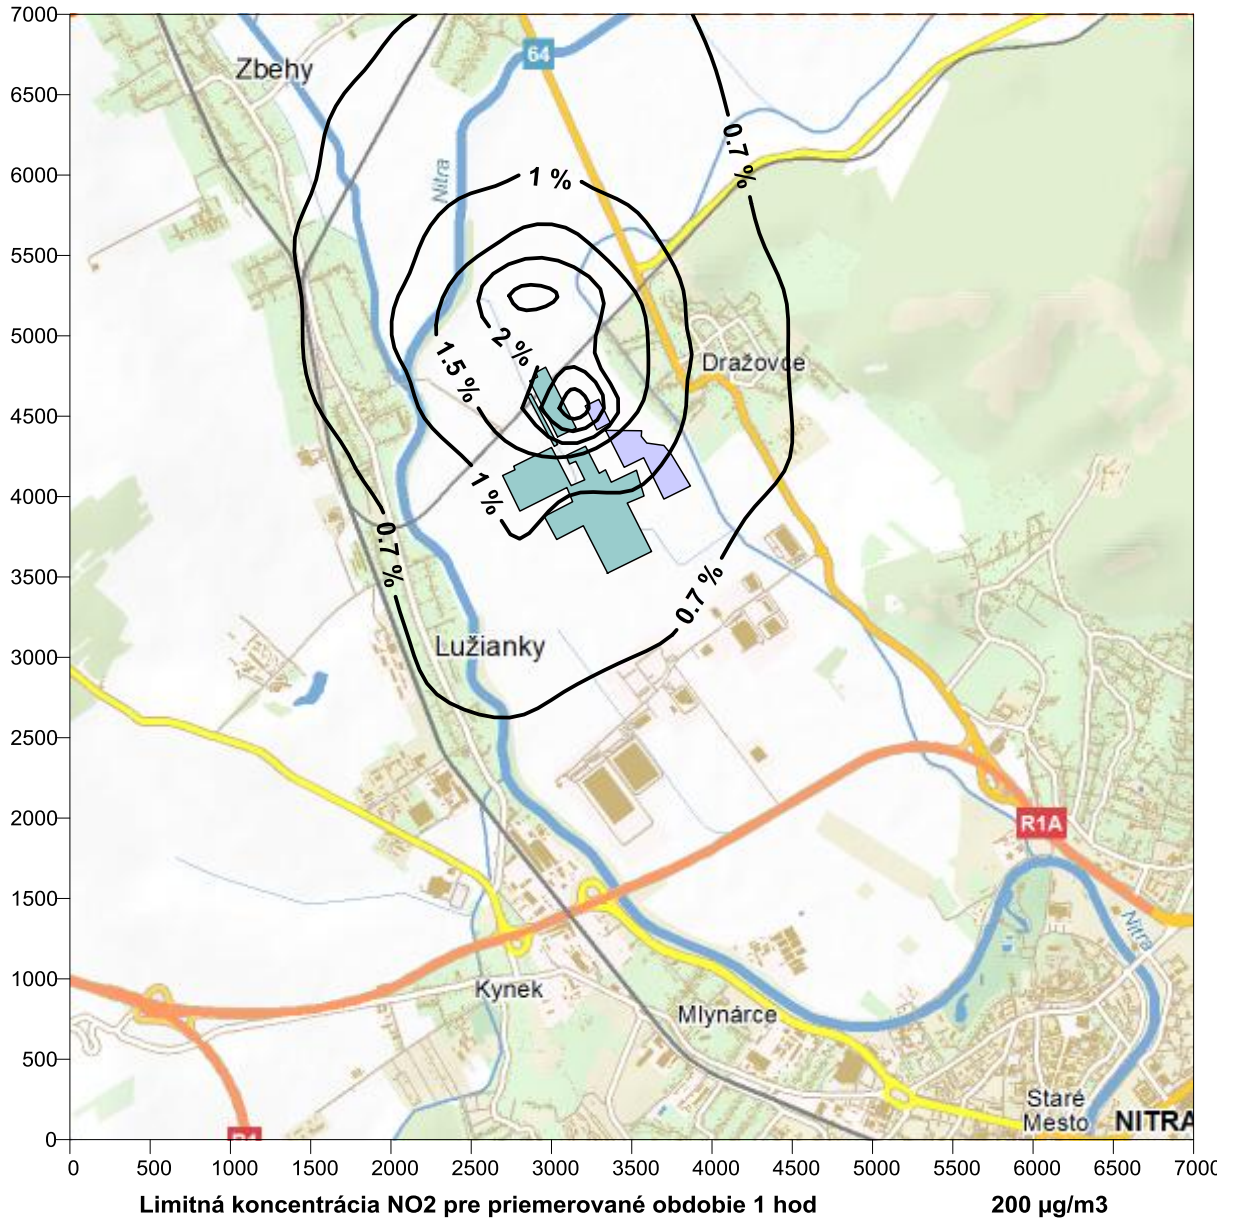 7000
6500
6000
5500
5000
4500
4000
3500
3000
2500
2000
1500
1000
500
0
Zbehy
64
Nitra
0.7 %
1 %
2 %
1.5 %
Dražovce
1 %
0.7 %
0.7 %
Lužianky
R1A
Nitra
Kynek
Mlynárce
Staré
Mesto
NITRA
0 500 1000 1500 2000 2500 3000 3500 4000 4500 5000 5500 6000 6500 7000
Limitná koncentrácia NO2 pre priemerované obdobie 1 hod 200 µg/m3